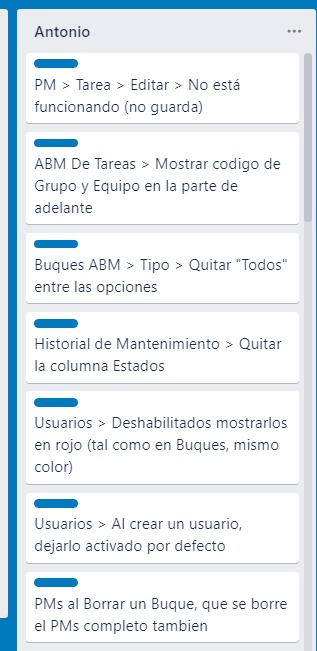 Antonio
PM > Tarea > Editar > No está
funcionando (no guarda)
ABM De Tareas > Mostrar codigo de
Grupo y Equipo en la parte de
adelante
Buques ABM > Tipo > Quitar "Todos"
entre las opciones
Historial de Mantenimiento > Quitar
la columna Estados
Usuarios > Deshabilitados mostrarlos
en rojo (tal como en Buques, mismo
color)
Usuarios > Al crear un usuario,
dejarlo activado por defecto
PMs al Borrar un Buque, que se borre
el PMs completo tambien